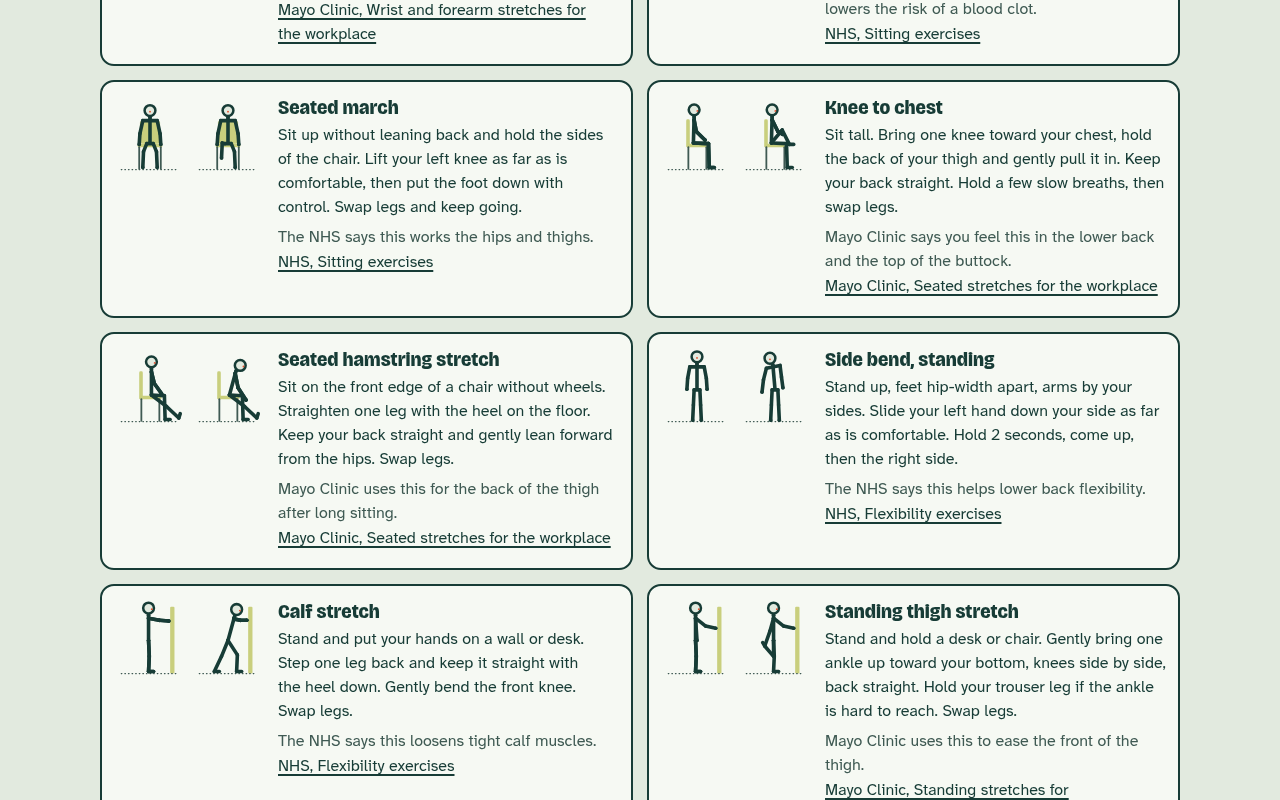 Mayo Clinic, Wrist and forearm stretches for
the workplace
lowers the risk of a blood clot.
NHS, Sitting exercises
Seated march
Sit up without leaning back and hold the sides
of the chair. Lift your left knee as far as is
comfortable, then put the foot down with
control. Swap legs and keep going.
The NHS says this works the hips and thighs.
NHS, Sitting exercises
Knee to chest
Sit tall. Bring one knee toward your chest, hold
the back of your thigh and gently pull it in. Keep
your back straight. Hold a few slow breaths, then
swap legs.
Mayo Clinic says you feel this in the lower back
and the top of the buttock.
Mayo Clinic, Seated stretches for the workplace
Seated hamstring stretch
Sit on the front edge of a chair without wheels.
Straighten one leg with the heel on the floor.
Keep your back straight and gently lean forward
from the hips. Swap legs.
Mayo Clinic uses this for the back of the thigh
after long sitting.
Mayo Clinic, Seated stretches for the workplace
Side bend, standing
Stand up, feet hip-width apart, arms by your
sides. Slide your left hand down your side as far
as is comfortable. Hold 2 seconds, come up,
then the right side.
The NHS says this helps lower back flexibility.
NHS, Flexibility exercises
Calf stretch
Stand and put your hands on a wall or desk.
Step one leg back and keep it straight with
the heel down. Gently bend the front knee.
Swap legs.
The NHS says this loosens tight calf muscles.
NHS, Flexibility exercises
Standing thigh stretch
Stand and hold a desk or chair. Gently bring one
ankle up toward your bottom, knees side by side,
back straight. Hold your trouser leg if the ankle
is hard to reach. Swap legs.
Mayo Clinic uses this to ease the front of the
thigh.
Mayo Clinic, Standing stretches for